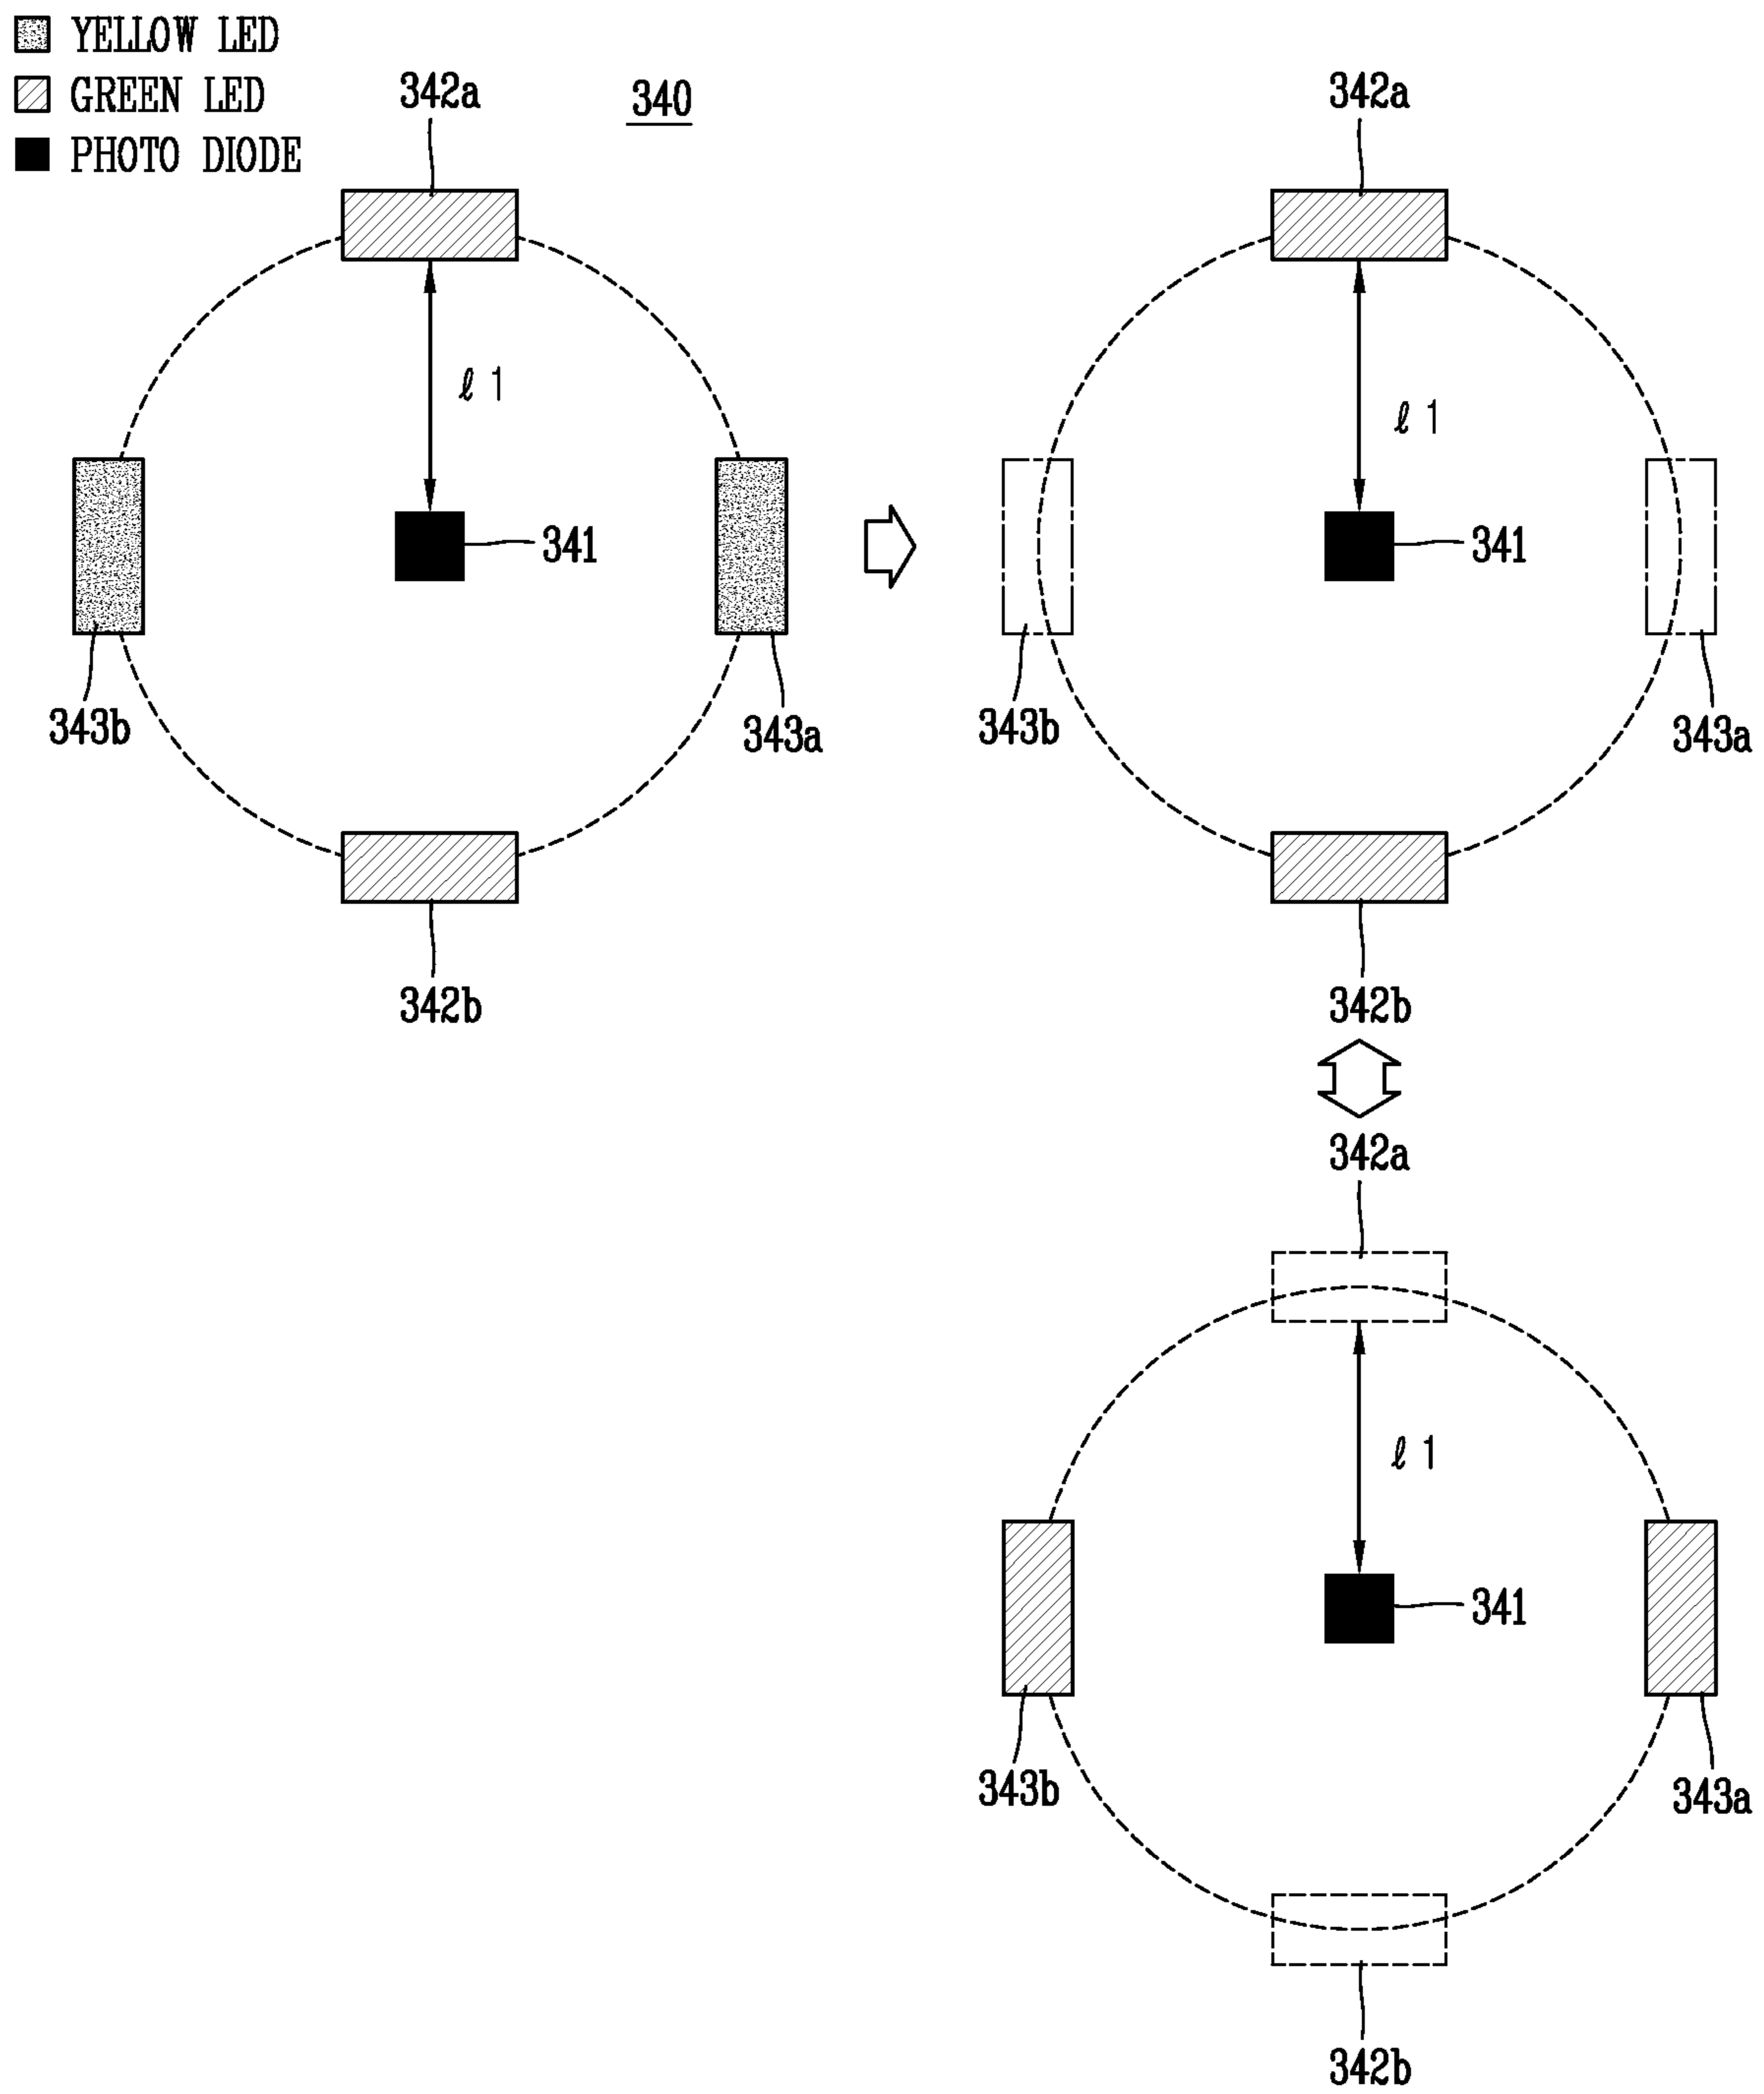 YELLOW LED
GREEN LED
PHOTO DIODE
342a
340
ℓ 1
341
343b
343a
342b
342a
ℓ 1
341
343b
343a
342b
342a
ℓ 1
341
343b
343a
342b